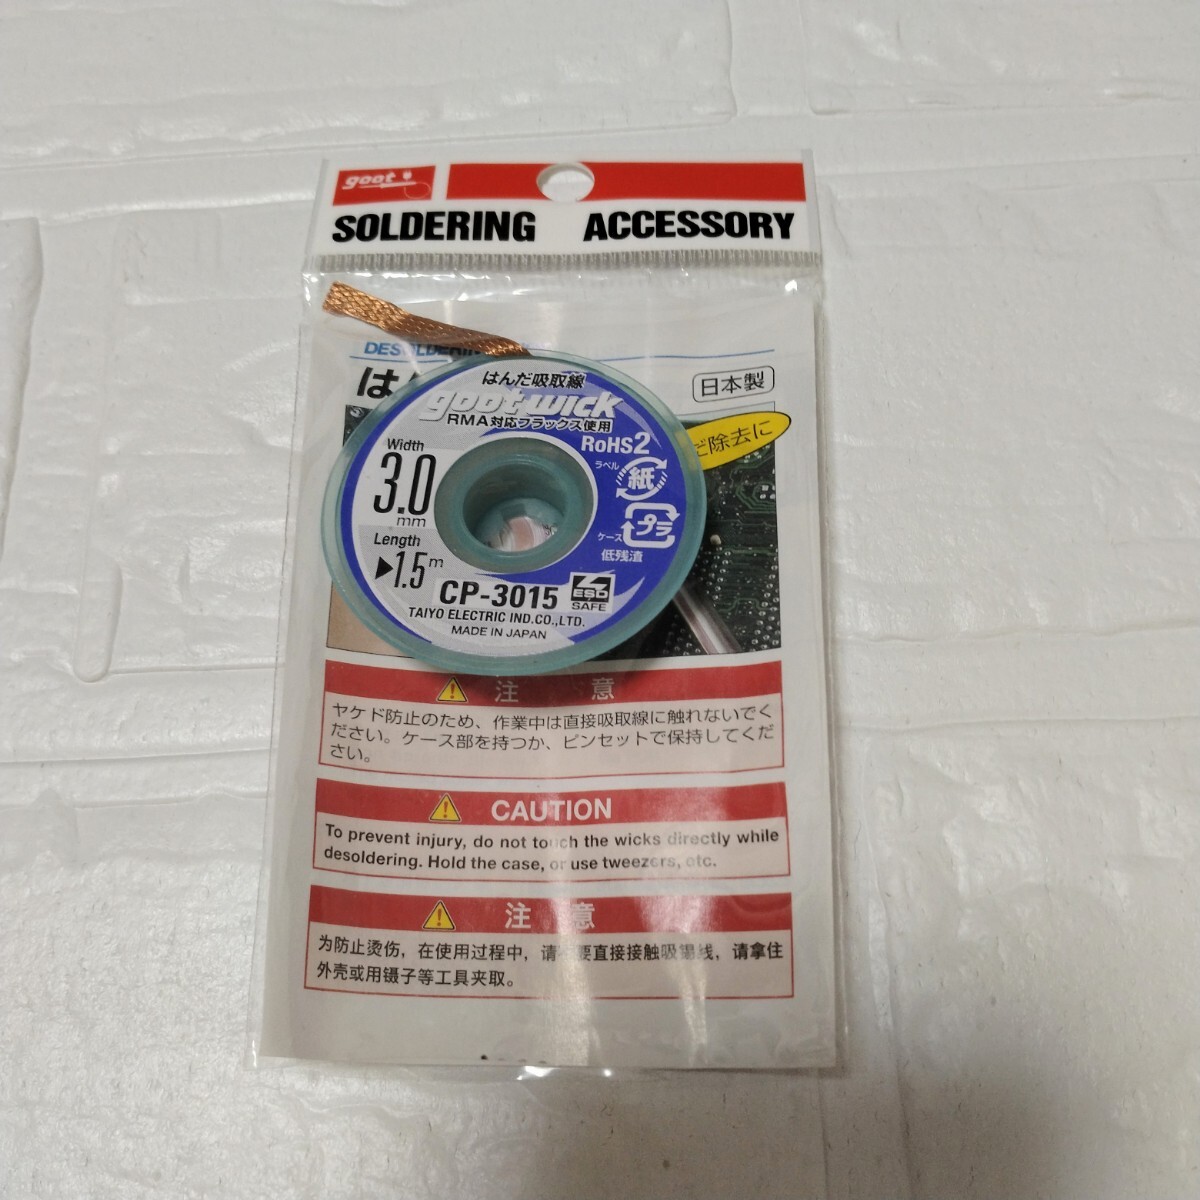 goot
SOLDERING ACCESSORY
は
日本製
はんだ吸取線
goot wick
RMA対応フラックス使用
RoHS2
Width
3.0
mm
ラベル
紙
プラ
ケース
低残渣
Length
▶1.5m
CP-3015
ESD
SAFE
TAIYO ELECTRIC IND.CO.,LTD.
MADE IN JAPAN
除去に
注意
ヤケド防止のため、作業中は直接吸取線に触れないでく
ださい。ケース部を持つか、ピンセットで保持してくだ
さい。
CAUTION
To prevent injury, do not touch the wicks directly while
desoldering. Hold the case, or use tweezers, etc.
注意
为防止烫伤，在使用过程中，请不要直接接触吸锡线，请拿住
外壳或用镊子等工具夹取。